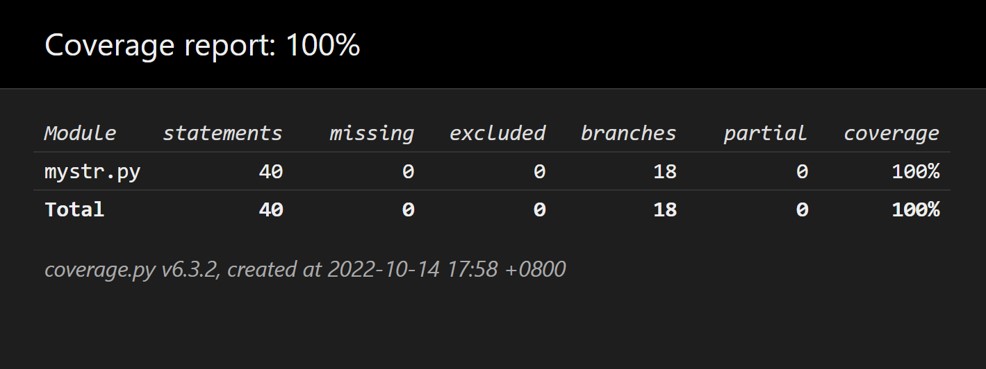 Coverage report: 100%
Module statements missing excluded branches partial coverage
mystr.py 40 0 0 18 0 100%
Total 40 0 0 18 0 100%
coverage.py v6.3.2, created at 2022-10-14 17:58 +0800